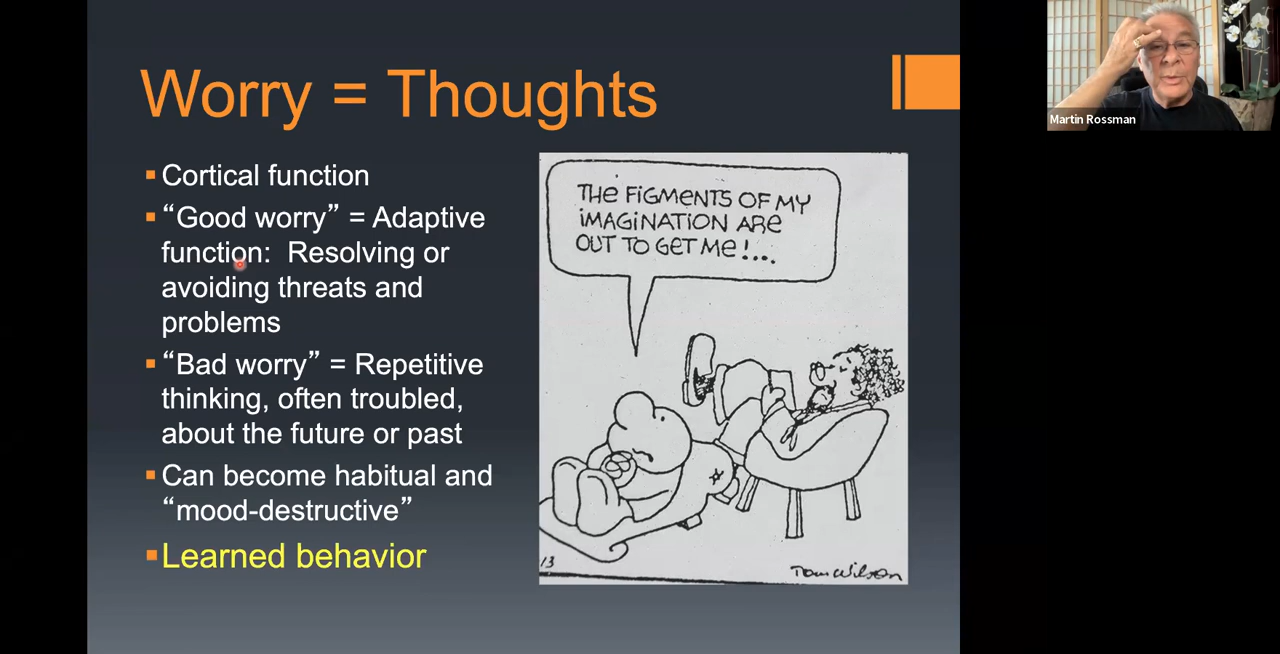 Worry = Thoughts
Martin Rossman
▪ Cortical function
▪ “Good worry” = Adaptive
function:  Resolving or
avoiding threats and
problems
▪ “Bad worry” = Repetitive
thinking, often troubled,
about the future or past
▪ Can become habitual and
“mood-destructive”
▪ Learned behavior
THE FIGMENTS OF MY
IMAGINATION ARE
OUT TO GET ME!....
13
Tom Wilson